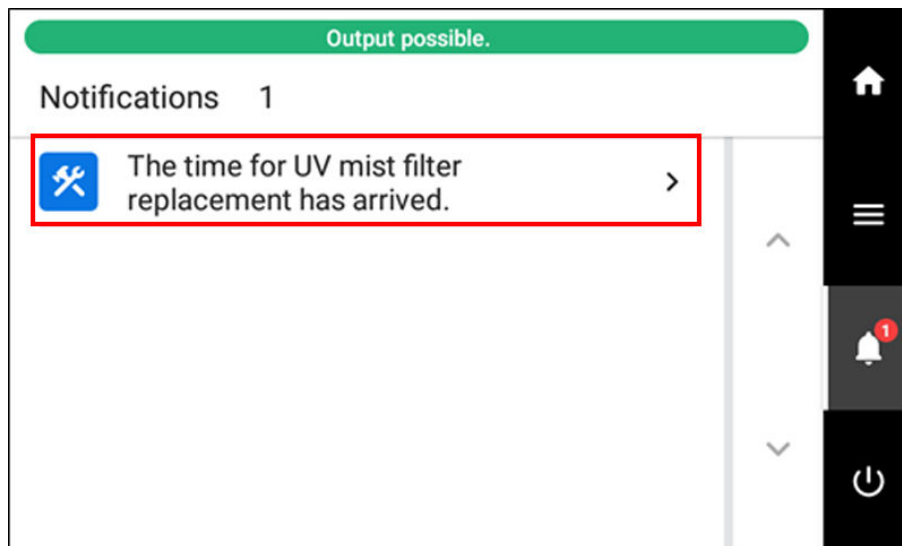 Output possible.
Notifications 1
The time for UV mist filter
replacement has arrived.
1